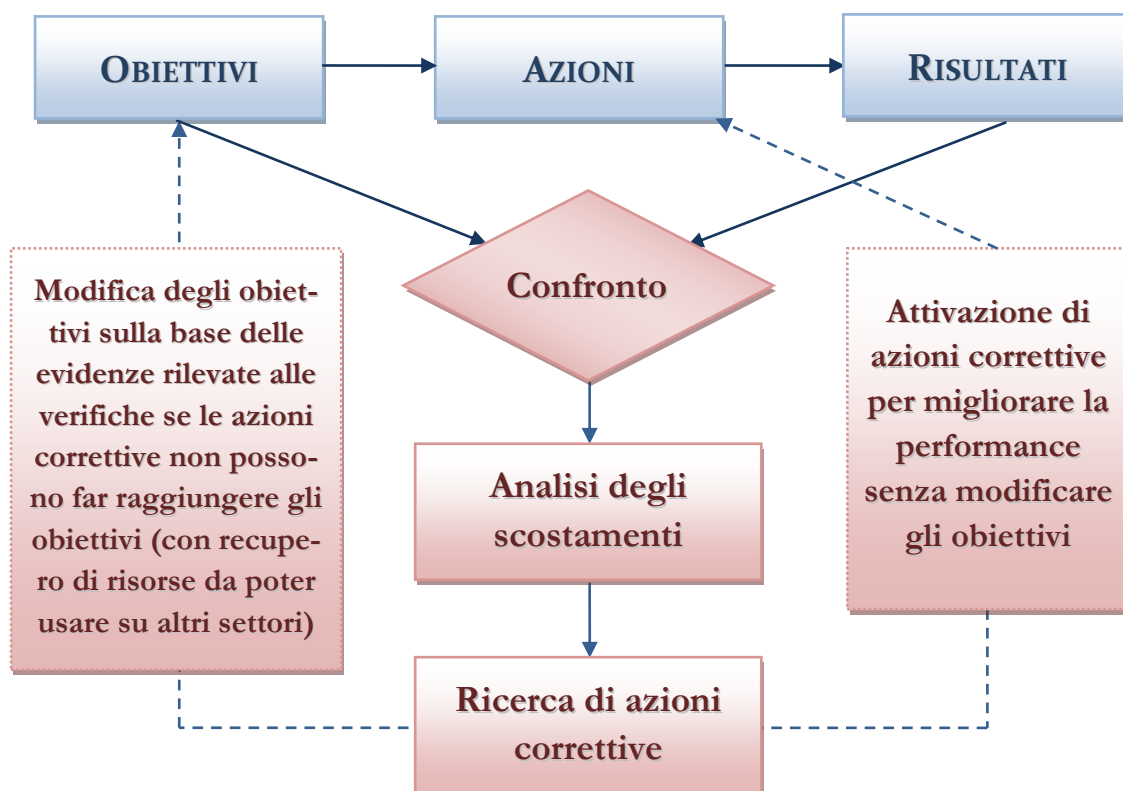 OBIETTIVI
AZIONI
RISULTATI
Confronto
Modifica degli obiet-
tivi sulla base delle
evidenze rilevate alle
verifiche se le azioni
correttive non posso-
no far raggiungere gli
obiettivi (con recupe-
ro di risorse da poter
usare su altri settori)
Attivazione di
azioni correttive
per migliorare la
performance
senza modificare
gli obiettivi
Analisi degli
scostamenti
Ricerca di azioni
correttive